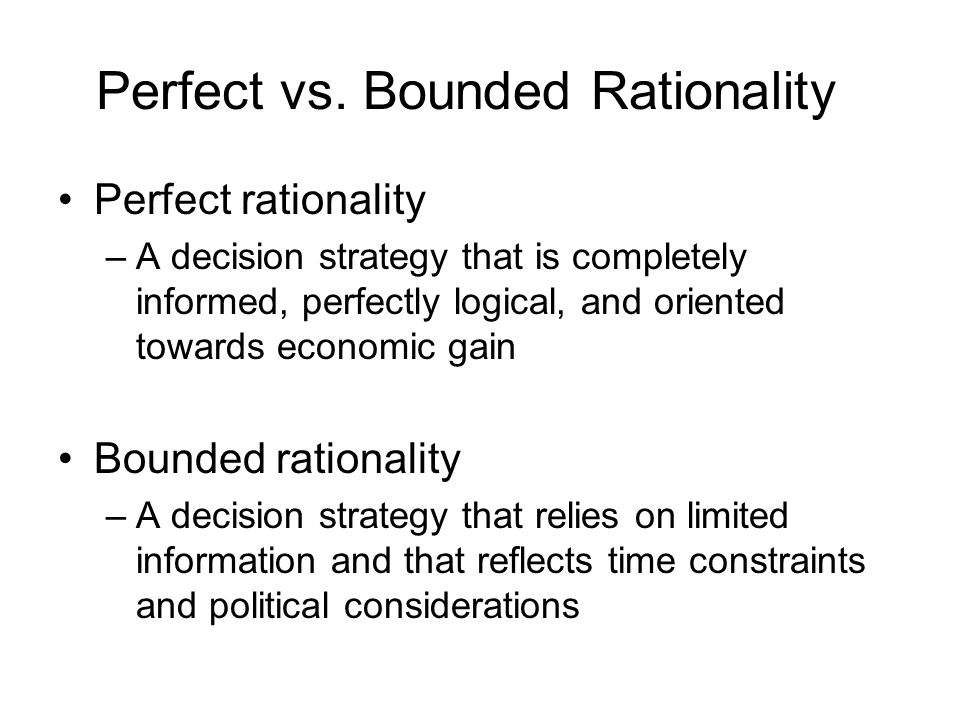 Perfect vs. Bounded Rationality
• Perfect rationality
– A decision strategy that is completely
informed, perfectly logical, and oriented
towards economic gain
• Bounded rationality
– A decision strategy that relies on limited
information and that reflects time constraints
and political considerations